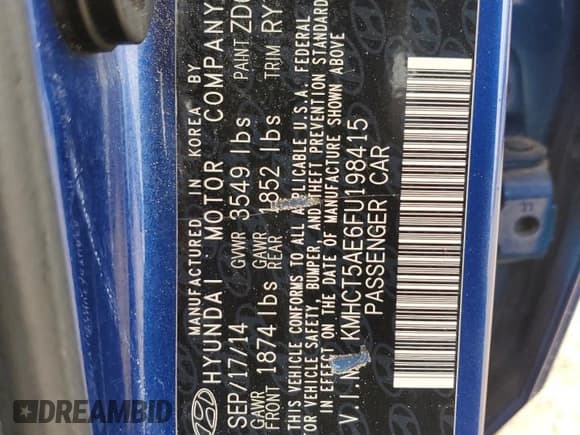 MANUFACTURED IN KOREA BY
HYUNDAI MOTOR COMPANY
SEP/17/14 GVWR 3549 lbs PAINT
GAWR FRONT 1874 lbs GAWR REAR 1852 lbs TRIM RY
THIS VEHICLE CONFORMS TO ALL APPLICABLE U.S.A. FEDERAL
MOTOR VEHICLE SAFETY, BUMPER, AND THEFT PREVENTION STANDARDS
IN EFFECT ON THE DATE OF MANUFACTURE SHOWN ABOVE
V.I.N KMHCT5AE6FU198415
PASSENGER CAR
DREAMBID